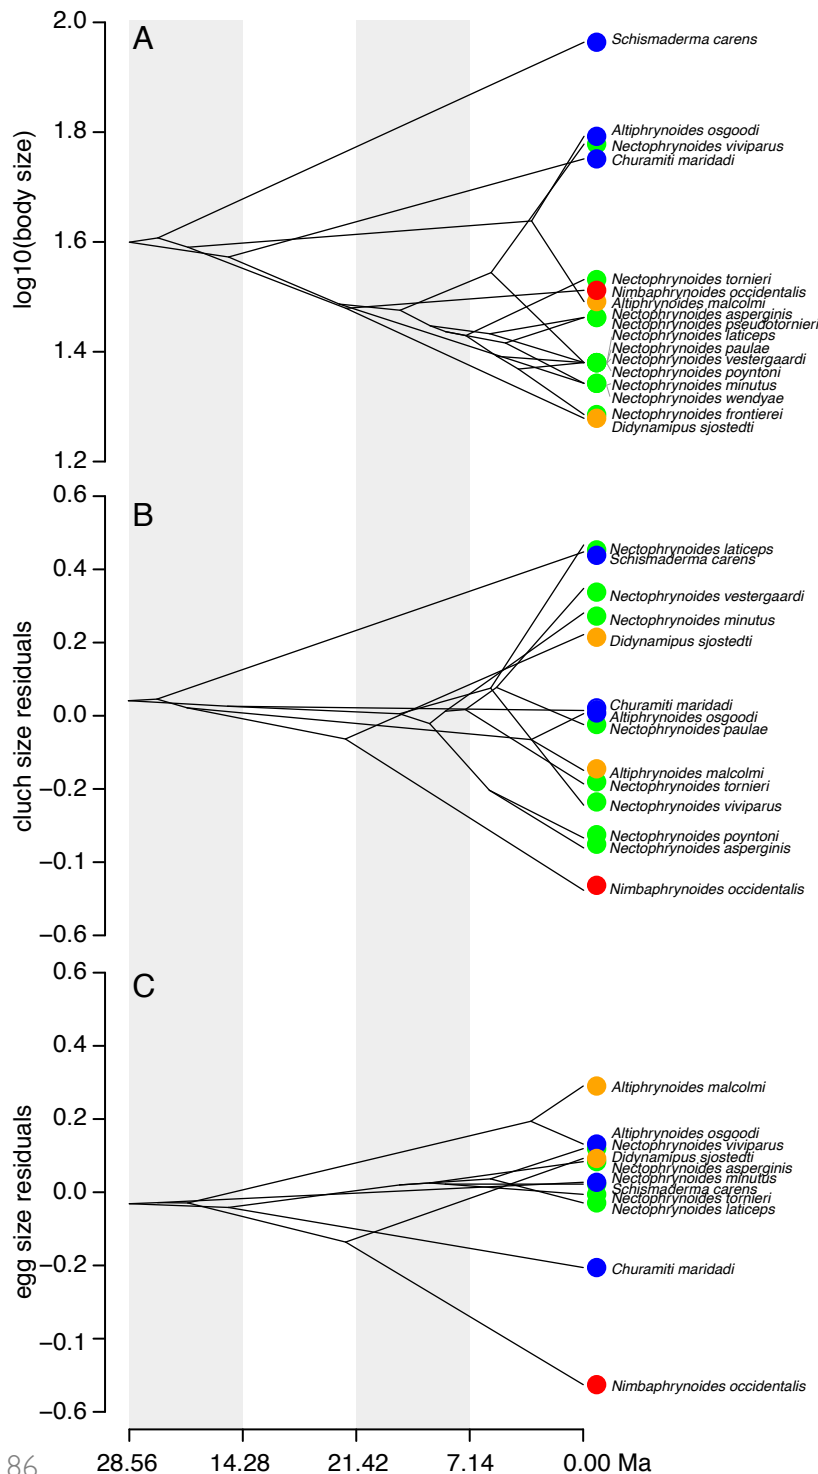 2.0
A
Schismaderma carens
1.8
Altiphrynoides osgoodi
Nectophrynoides viviparus
Churamiti maridadi
log10(body size)
1.6
Nectophrynoides tornieri
Nimbaphrynoides occidentalis
Altiphrynoides malcolmi
Nectophrynoides asperginis
Nectophrynoides pseudotornieri
Nectophrynoides laticeps
1.4
Nectophrynoides paulae
Nectophrynoides vestergaardi
Nectophrynoides poyntoni
Nectophrynoides minutus
Nectophrynoides wendyae
Nectophrynoides frontierei
Didynamipus sjostedti
1.2
0.6
B
Nectophrynoides laticeps
Schismaderma carens
0.4
Nectophrynoides vestergaardi
Nectophrynoides minutus
0.2
Didynamipus sjostedti
cluch size residuals
Churamiti maridadi
0.0
Altiphrynoides osgoodi
Nectophrynoides paulae
Altiphrynoides malcolmi
−0.2
Nectophrynoides tornieri
Nectophrynoides viviparus
Nectophrynoides poyntoni
Nectophrynoides asperginis
−0.1
Nimbaphrynoides occidentalis
−0.6
0.6
C
0.4
Altiphrynoides malcolmi
0.2
Altiphrynoides osgoodi
Nectophrynoides viviparus
Didynamipus sjostedti
Nectophrynoides asperginis
Nectophrynoides minutus
egg size residuals
0.0
Schismaderma carens
Nectophrynoides tornieri
Nectophrynoides laticeps
−0.2
Churamiti maridadi
−0.1
Nimbaphrynoides occidentalis
−0.6
28.56 14.28 21.42 7.14 0.00 Ma
86